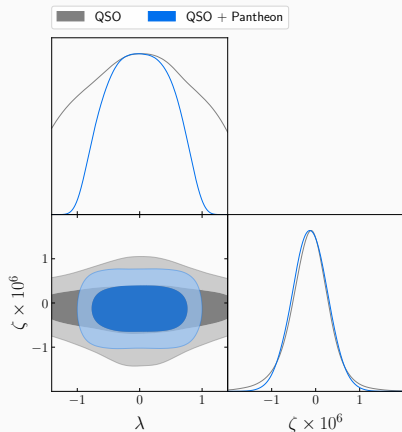 QSO QSO + Pantheon
1
0
−1
ζ × 10⁶
−1 0 1 −1 0 1
λ ζ × 10⁶